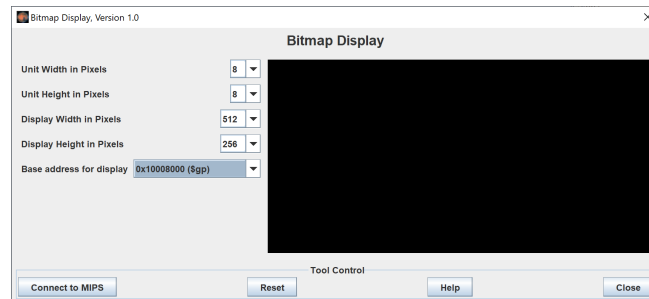 Bitmap Display, Version 1.0
Bitmap Display
Unit Width in Pixels 8
Unit Height in Pixels 8
Display Width in Pixels 512
Display Height in Pixels 256
Base address for display 0x10008000 ($gp)
Tool Control
Connect to MIPS Reset Help Close